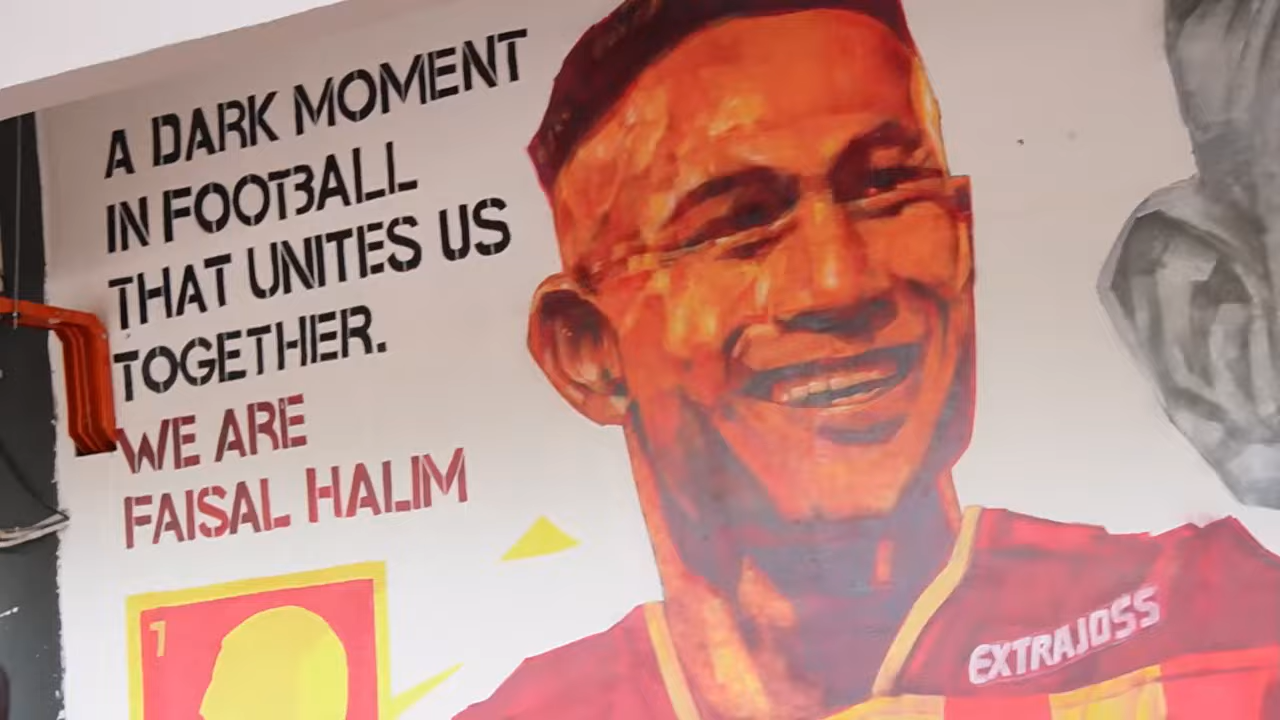 A DARK MOMENT
IN FOOTBALL
THAT UNITES US
TOGETHER.
WE ARE
FAISAL HALIM
1
EXTRAJOSS